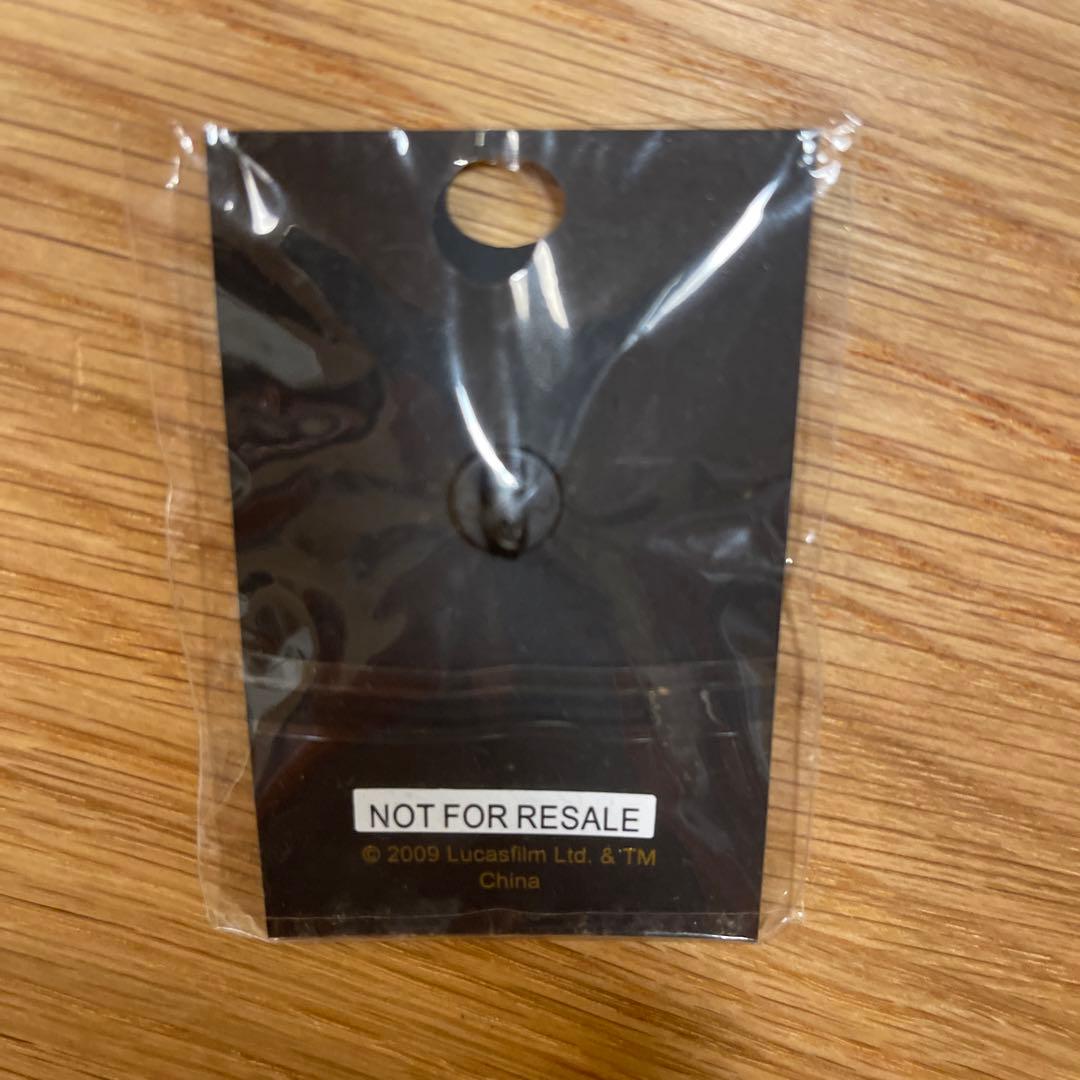 NOT FOR RESALE
© 2009 Lucasfilm Ltd. & TM
China